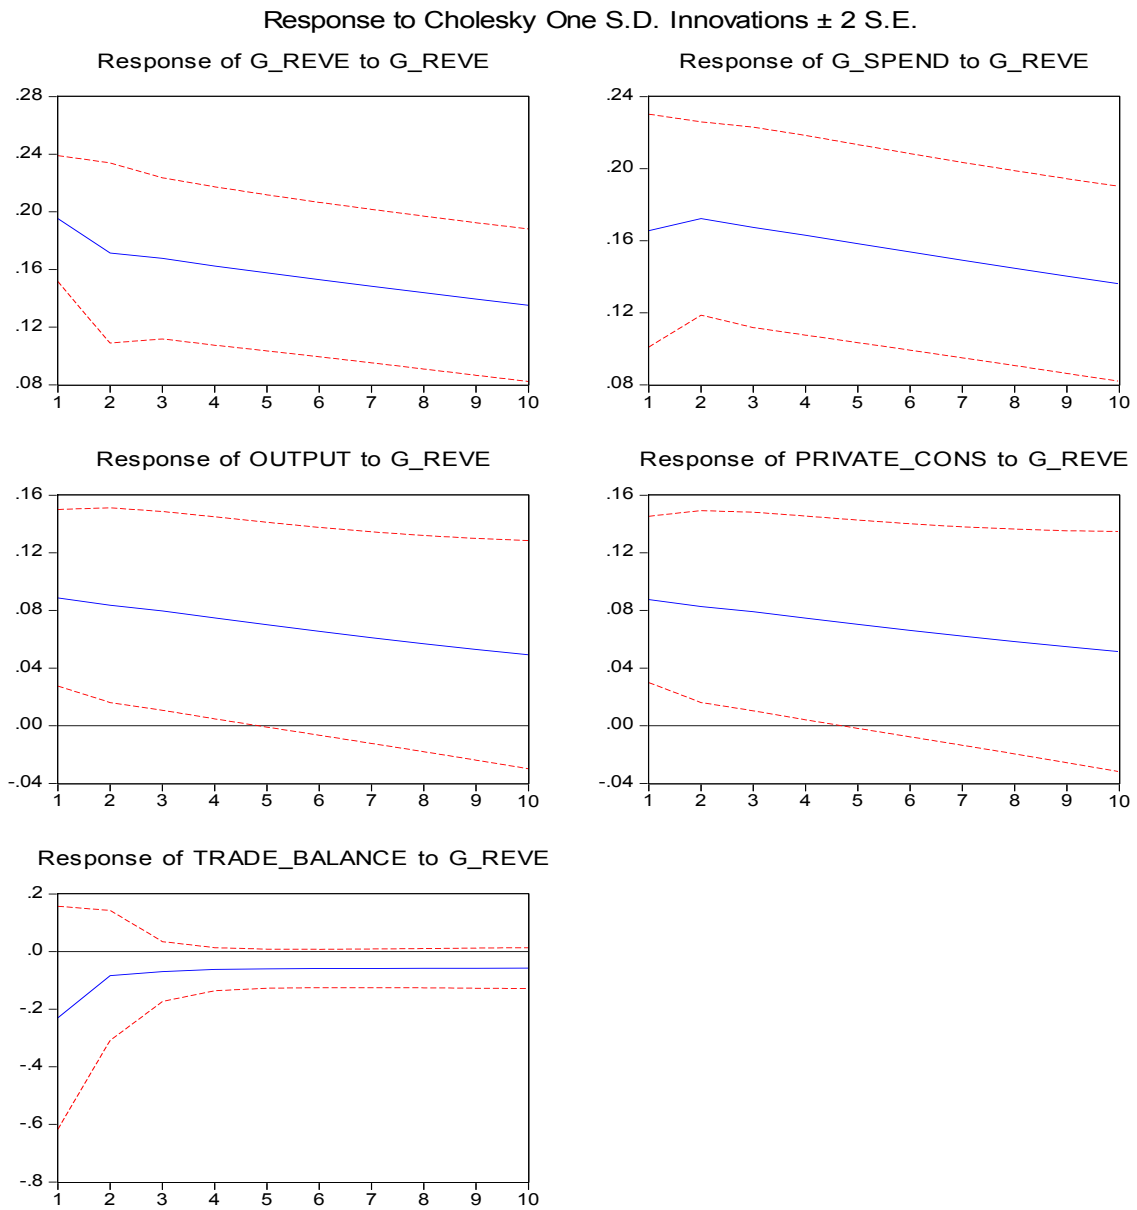 Response to Cholesky One S.D. Innovations ± 2 S.E.
Response of G_REVE to G_REVE
.28
.24
.20
.16
.12
.08
1 2 3 4 5 6 7 8 9 10
Response of G_SPEND to G_REVE
.24
.20
.16
.12
.08
1 2 3 4 5 6 7 8 9 10
Response of OUTPUT to G_REVE
.16
.12
.08
.04
.00
-.04
1 2 3 4 5 6 7 8 9 10
Response of PRIVATE_CONS to G_REVE
.16
.12
.08
.04
.00
-.04
1 2 3 4 5 6 7 8 9 10
Response of TRADE_BALANCE to G_REVE
.2
.0
-.2
-.4
-.6
-.8
1 2 3 4 5 6 7 8 9 10